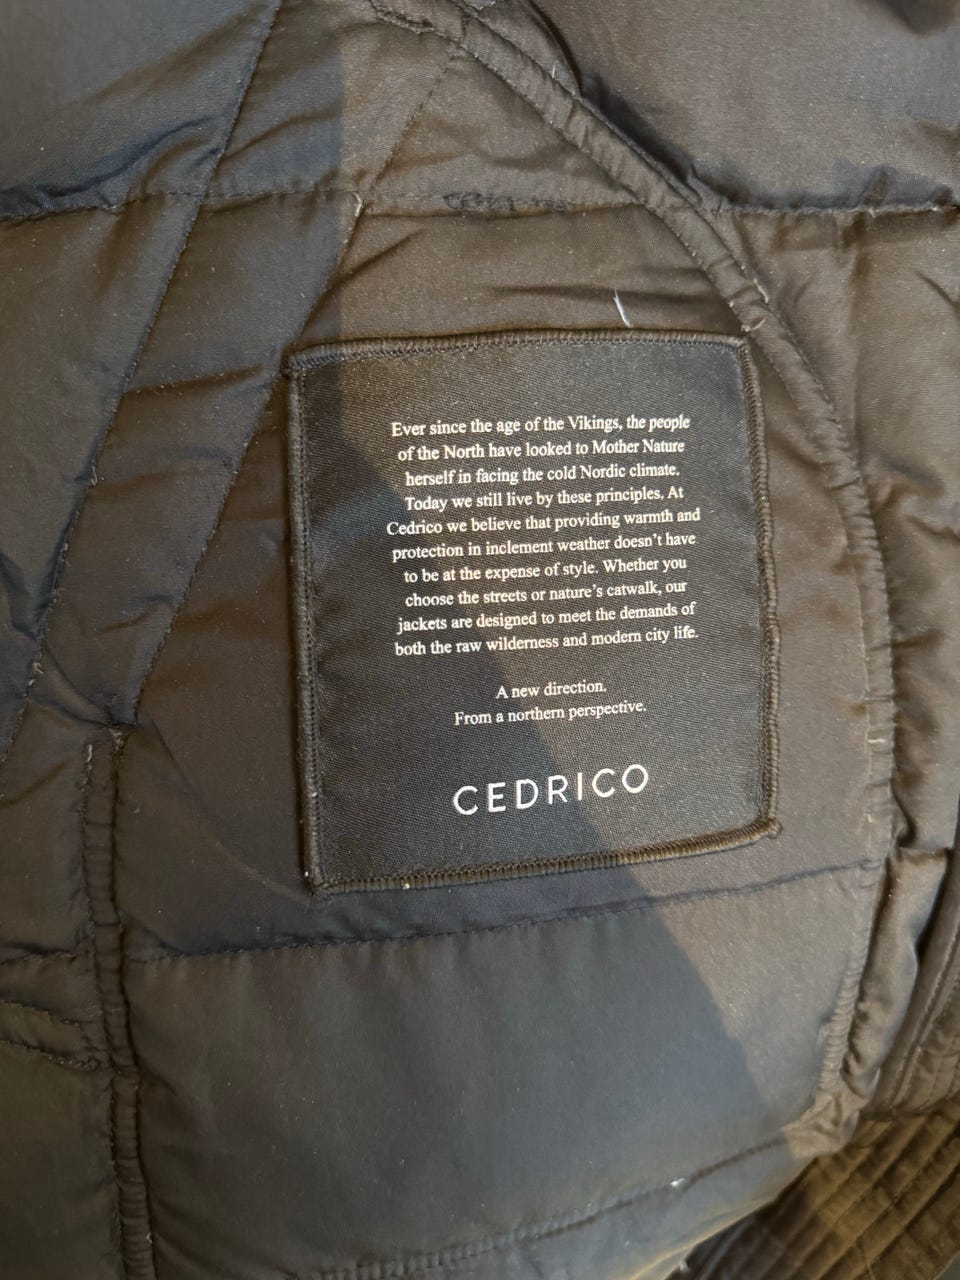 Ever since the age of the Vikings, the people
of the North have looked to Mother Nature
herself in facing the cold Nordic climate.
Today we still live by these principles. At
Cedrico we believe that providing warmth and
protection in inclement weather doesn't have
to be at the expense of style. Whether you
choose the streets or nature's catwalk, our
jackets are designed to meet the demands of
both the raw wilderness and modern city life.
A new direction.
From a northern perspective.
CEDRICO